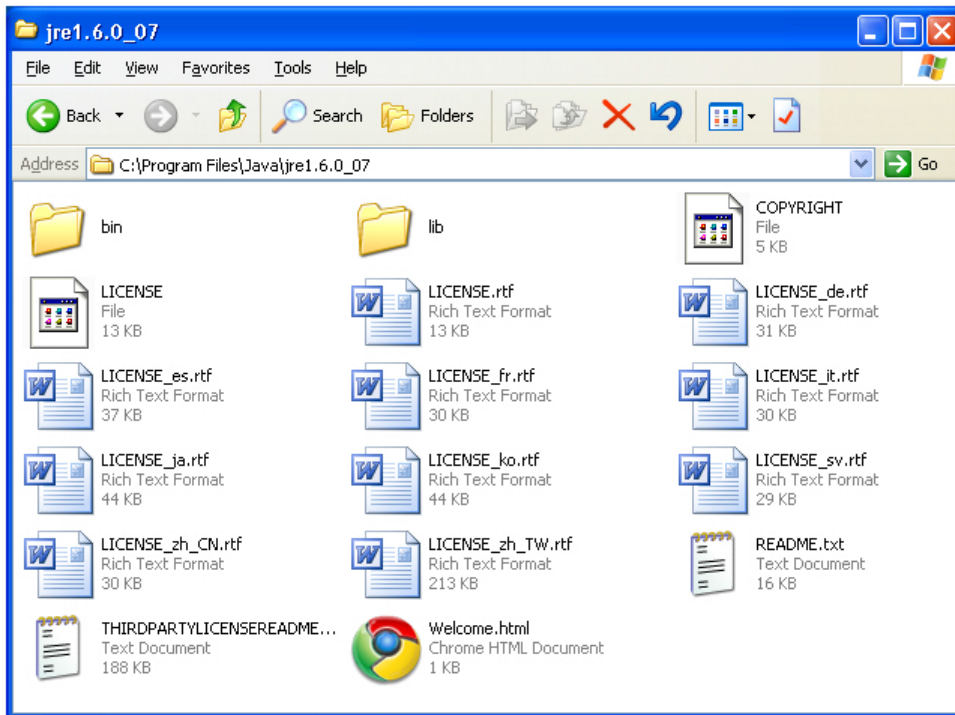 jre1.6.0_07
File Edit View Favorites Tools Help
Back Search Folders
Address C:\Program Files\Java\jre1.6.0_07 Go
bin
lib
COPYRIGHT
File
5 KB
LICENSE
File
13 KB
LICENSE.rtf
Rich Text Format
13 KB
LICENSE_de.rtf
Rich Text Format
31 KB
LICENSE_es.rtf
Rich Text Format
37 KB
LICENSE_fr.rtf
Rich Text Format
30 KB
LICENSE_it.rtf
Rich Text Format
30 KB
LICENSE_ja.rtf
Rich Text Format
44 KB
LICENSE_ko.rtf
Rich Text Format
44 KB
LICENSE_sv.rtf
Rich Text Format
29 KB
LICENSE_zh_CN.rtf
Rich Text Format
30 KB
LICENSE_zh_TW.rtf
Rich Text Format
213 KB
README.txt
Text Document
16 KB
THIRDPARTYLICENSEREADME...
Text Document
188 KB
Welcome.html
Chrome HTML Document
1 KB